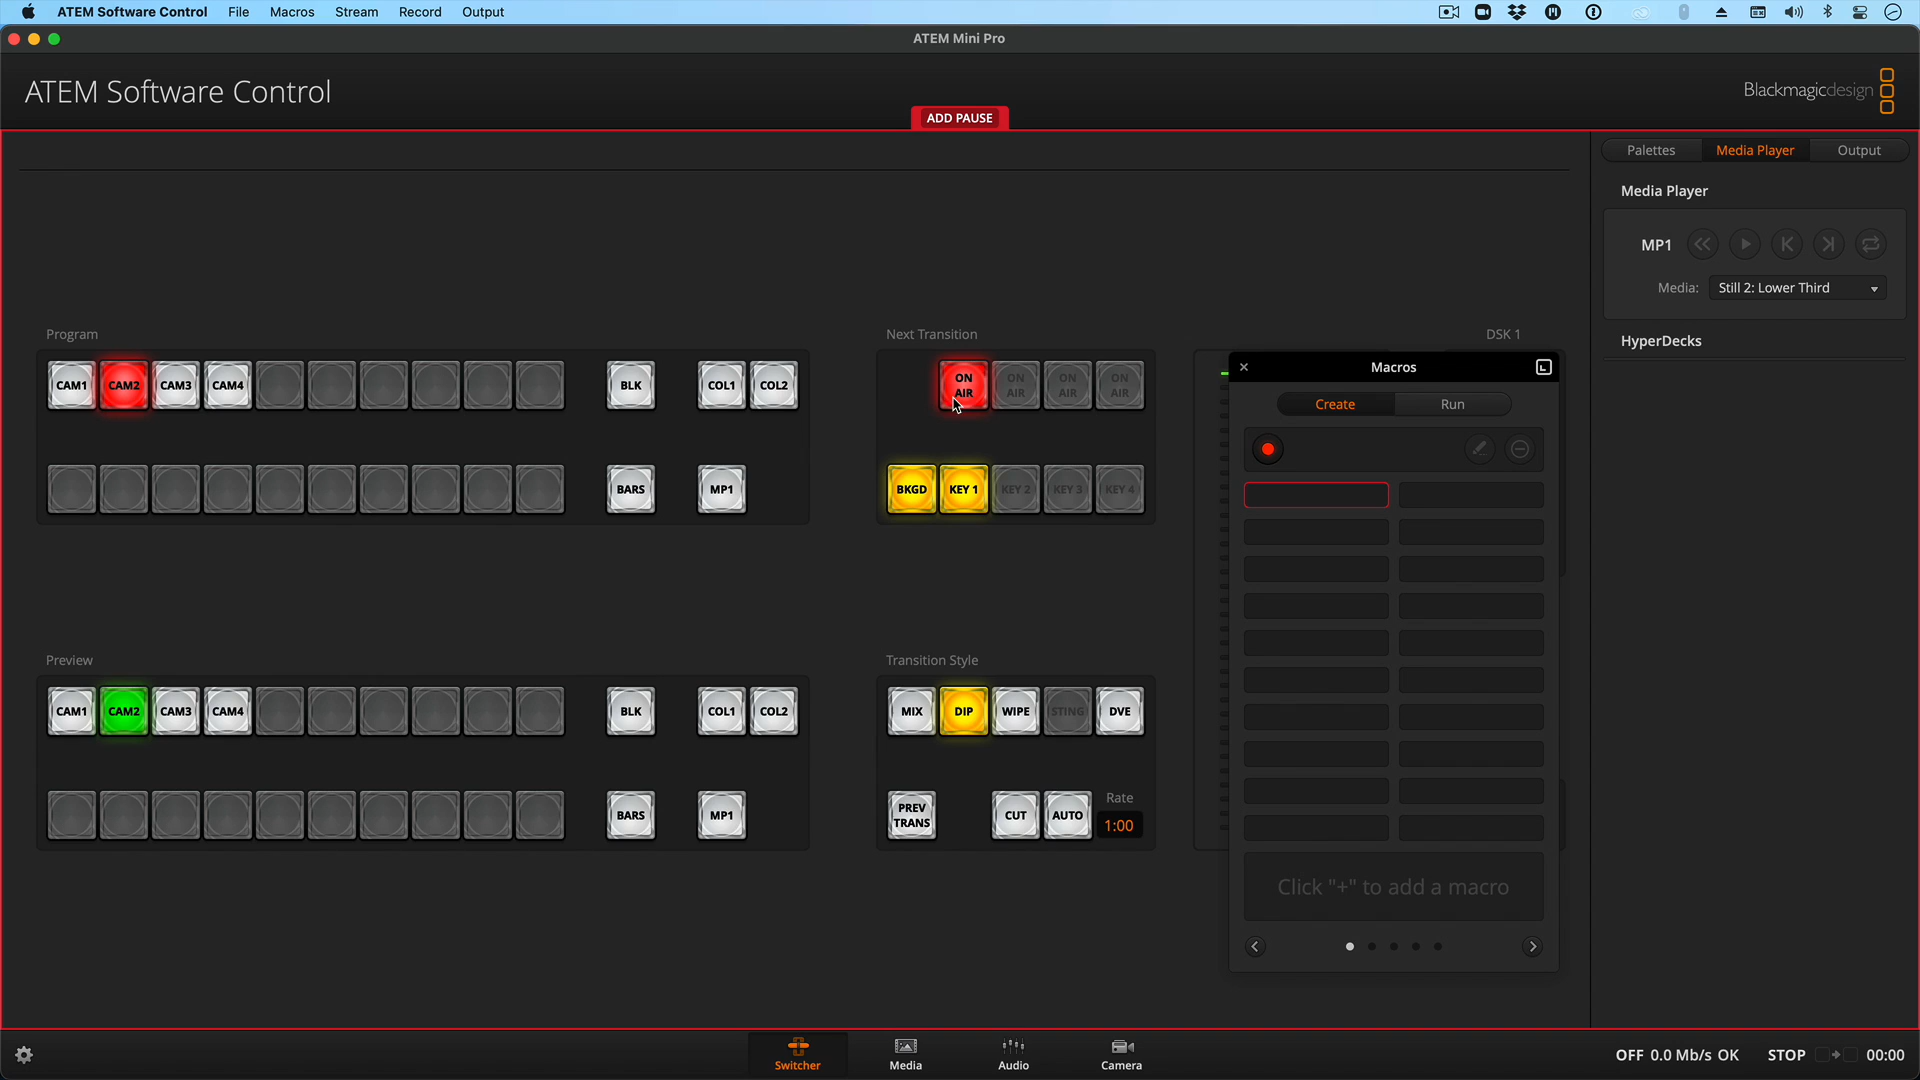 ATEM Software Control File Macros Stream Record Output
ATEM Mini Pro
ATEM Software Control
Blackmagicdesign
ADD PAUSE
Palettes Media Player Output
Media Player
MP1
Media: Still 2: Lower Third
HyperDecks
Program
CAM1 CAM2 CAM3 CAM4 BLK COL1 COL2
BARS MP1
Next Transition
ON AIR ON AIR ON AIR ON AIR
BKGD KEY 1 KEY 2 KEY 3 KEY 4
DSK 1
Macros
Create Run
Click "+" to add a macro
Preview
CAM1 CAM2 CAM3 CAM4 BLK COL1 COL2
BARS MP1
Transition Style
MIX DIP WIPE STING DVE
PREV TRANS CUT AUTO
Rate
1:00
Switcher Media Audio Camera
OFF 0.0 Mb/s OK STOP 00:00